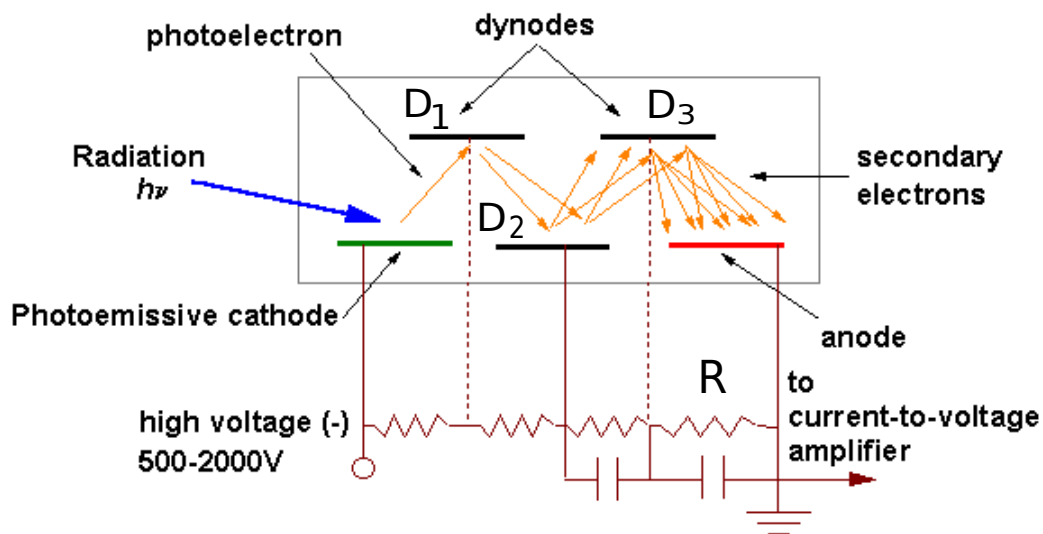 dynodes
photoelectron
D₁
D₃
Radiation
hν
secondary
electrons
D₂
Photoemissive cathode
anode
R
to
current-to-voltage
amplifier
high voltage (-)
500-2000V